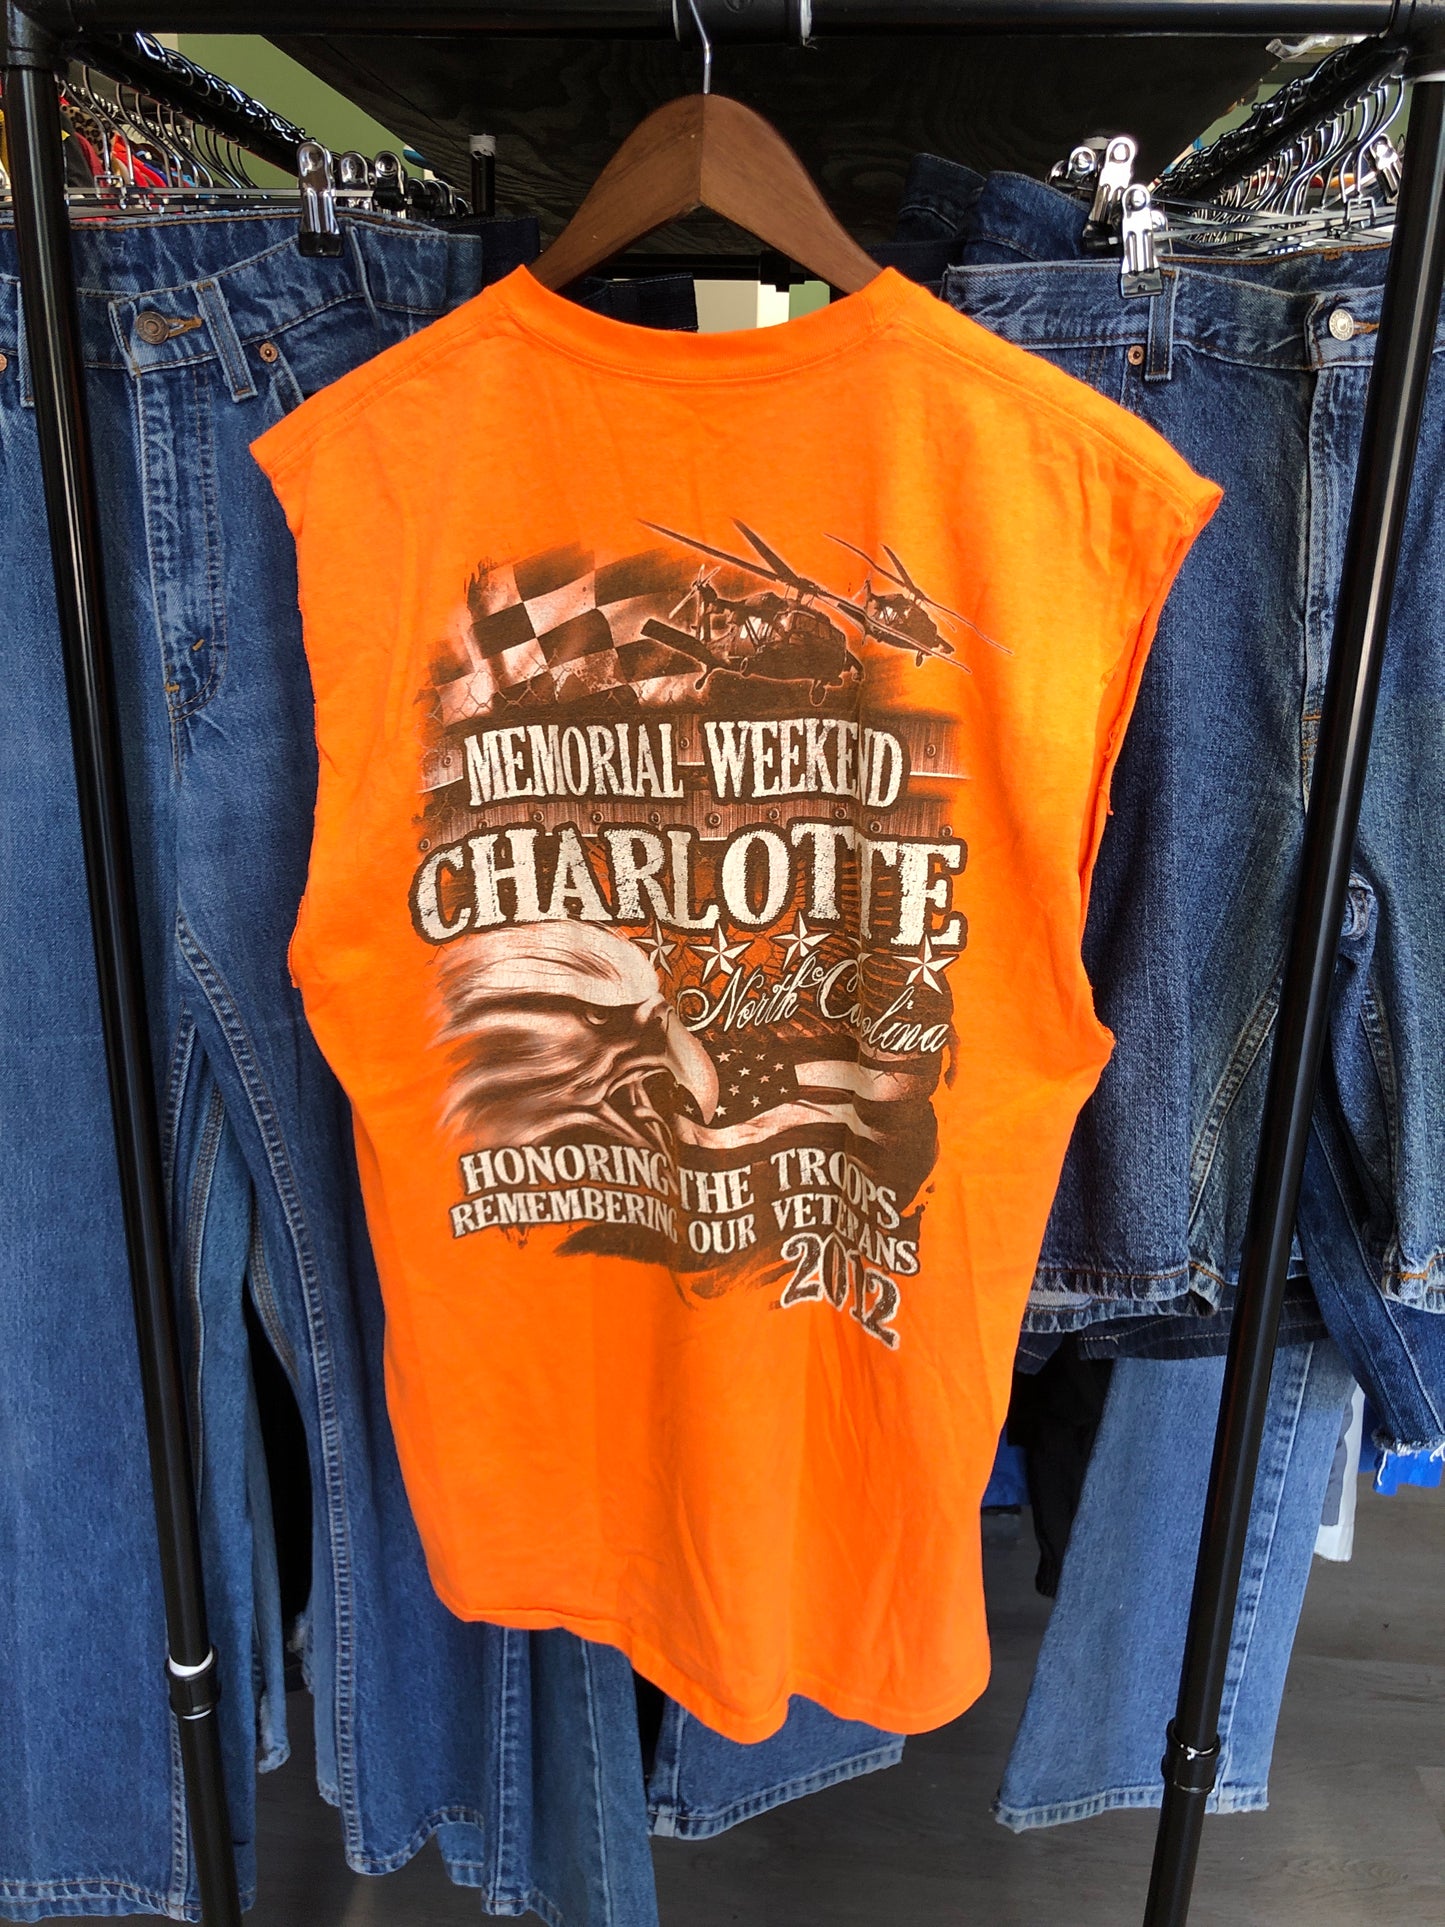 MEMORIAL WEEKEND
CHARLOTTE
North Carolina
HONORING THE TROOPS
REMEMBERING OUR VETERANS
2012